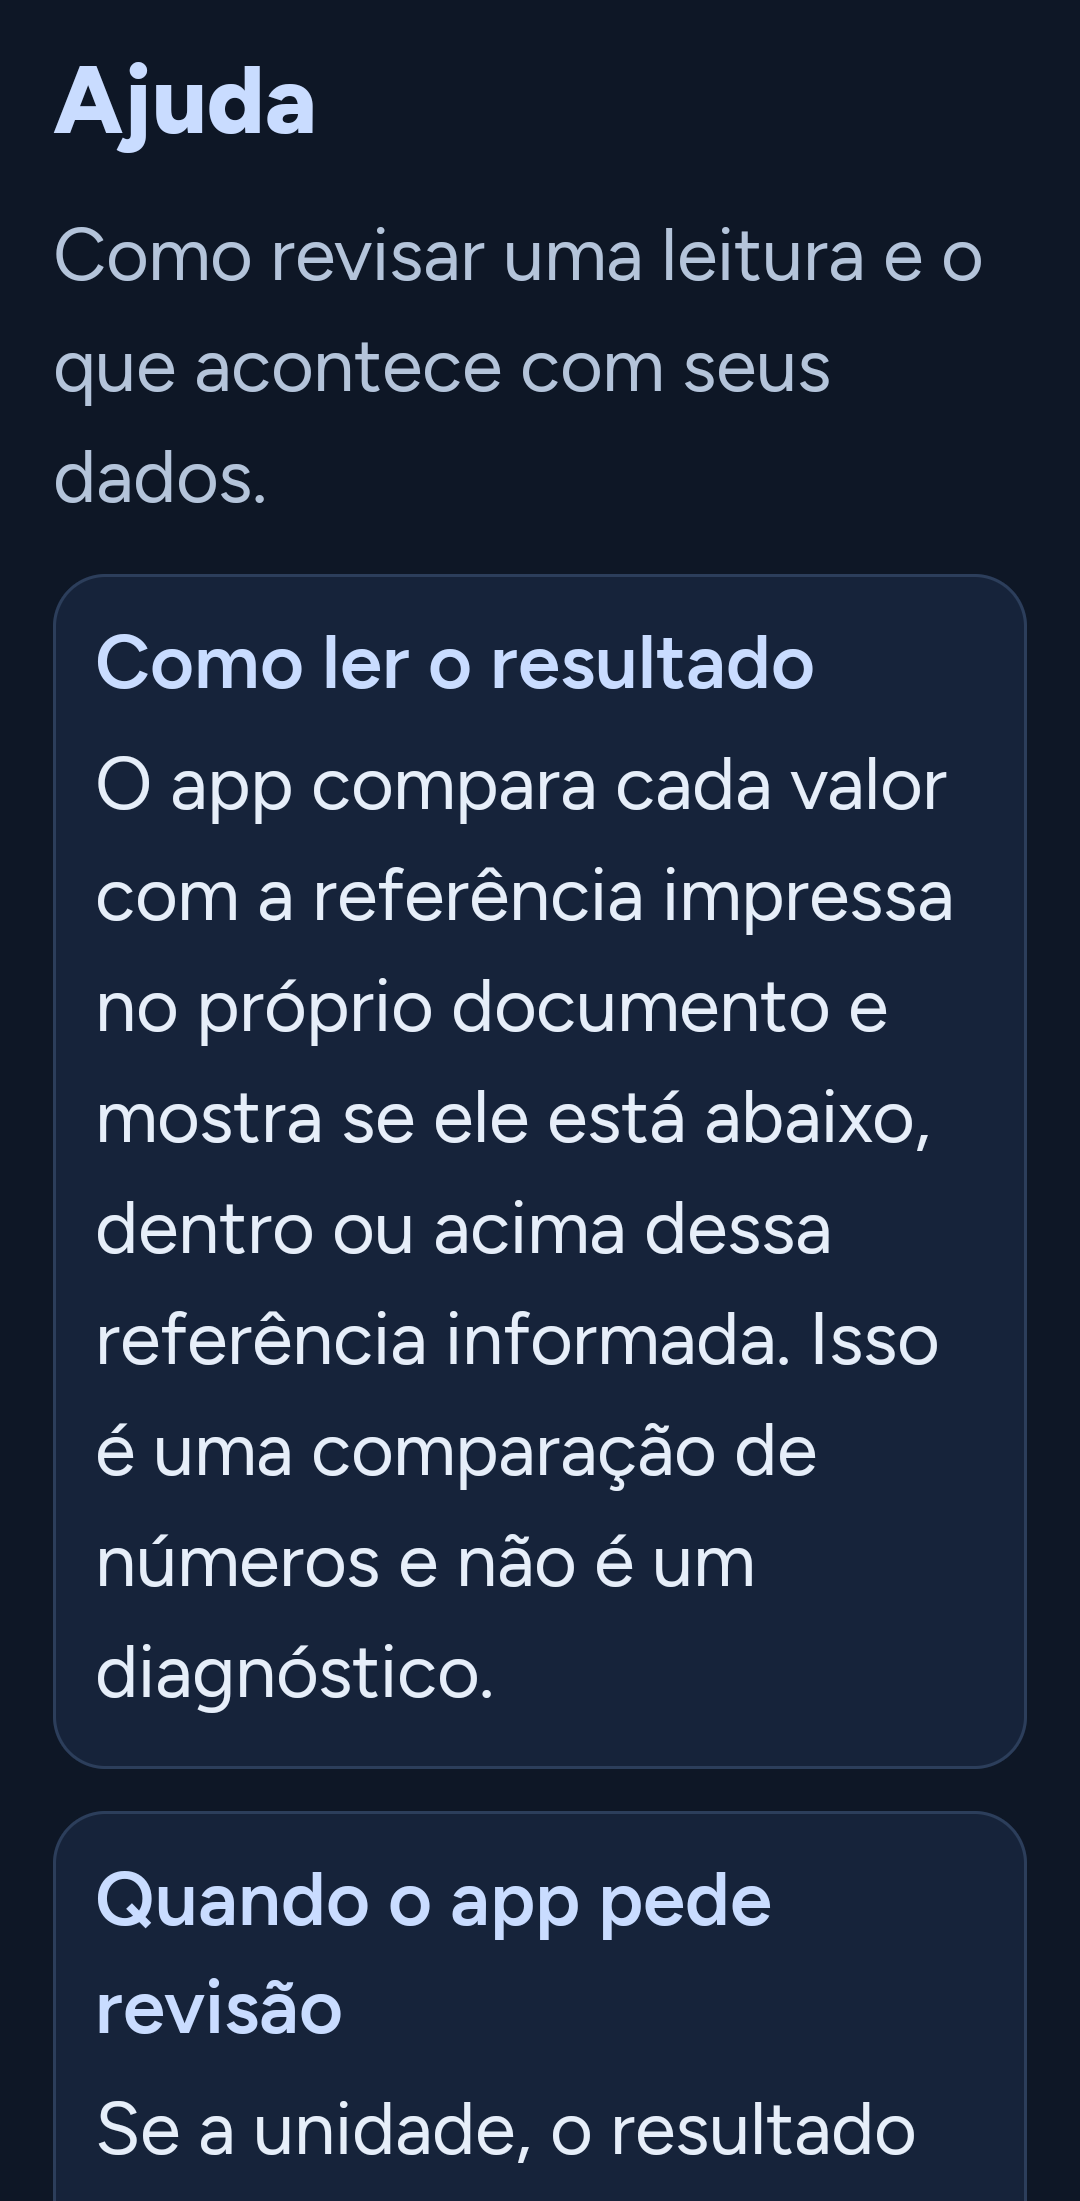 Ajuda
Como revisar uma leitura e o
que acontece com seus
dados.
Como ler o resultado
O app compara cada valor
com a referência impressa
no próprio documento e
mostra se ele está abaixo,
dentro ou acima dessa
referência informada. Isso
é uma comparação de
números e não é um
diagnóstico.
Quando o app pede
revisão
Se a unidade, o resultado